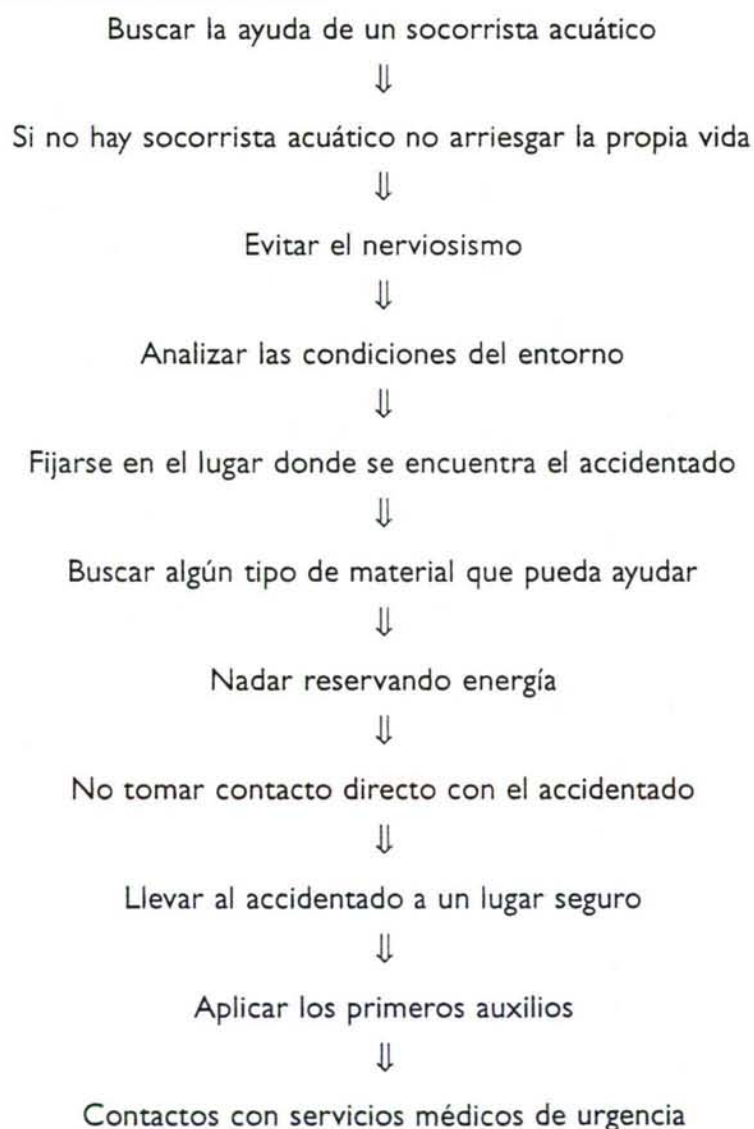 Buscar la ayuda de un socorrista acuático
⇓
Si no hay socorrista acuático no arriesgar la propia vida
⇓
Evitar el nerviosismo
⇓
Analizar las condiciones del entorno
⇓
Fijarse en el lugar donde se encuentra el accidentado
⇓
Buscar algún tipo de material que pueda ayudar
⇓
Nadar reservando energía
⇓
No tomar contacto directo con el accidentado
⇓
Llevar al accidentado a un lugar seguro
⇓
Aplicar los primeros auxilios
⇓
Contactos con servicios médicos de urgencia